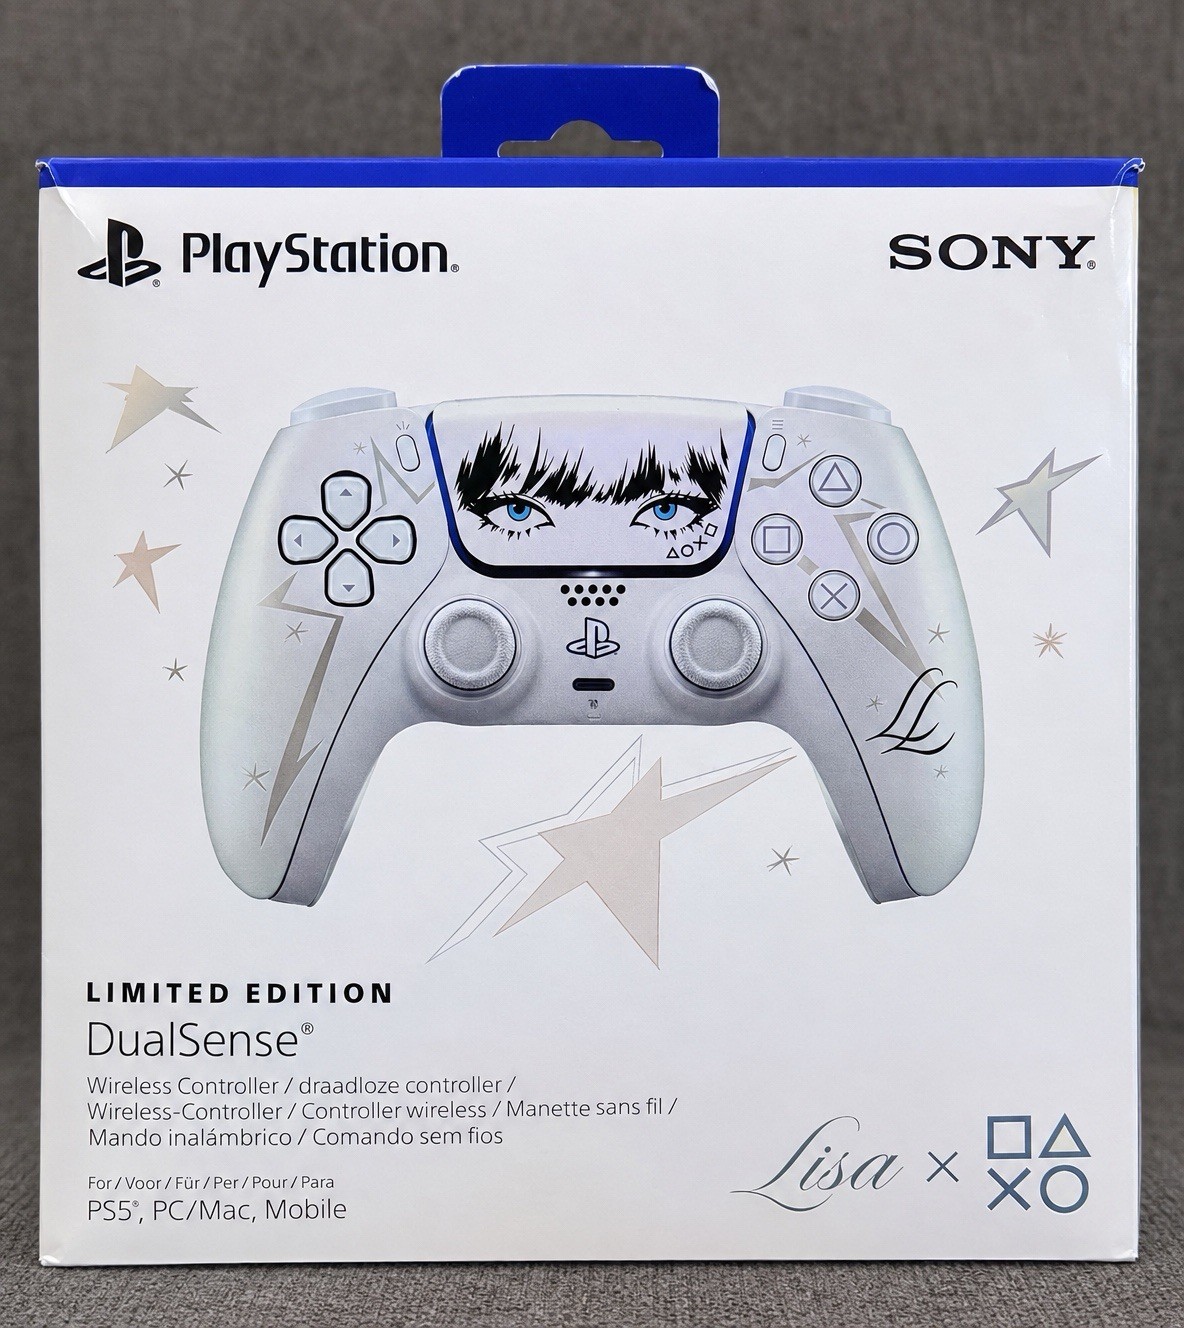 PlayStation®
SONY®
LIMITED EDITION
DualSense®
Wireless Controller / draadloze controller /
Wireless-Controller / Controller wireless / Manette sans fil /
Mando inalámbrico / Comando sem fios
For / Voor / Für / Per / Pour / Para
PS5®, PC/Mac, Mobile
Lisa ×